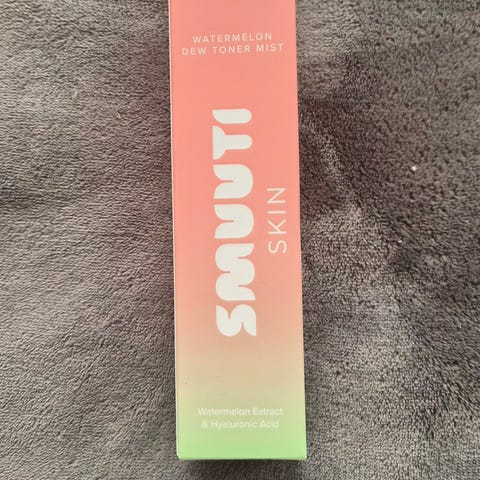 WATERMELON
DEW TONER MIST
SMUUTI
SKIN
Watermelon Extract
& Hyaluronic Acid